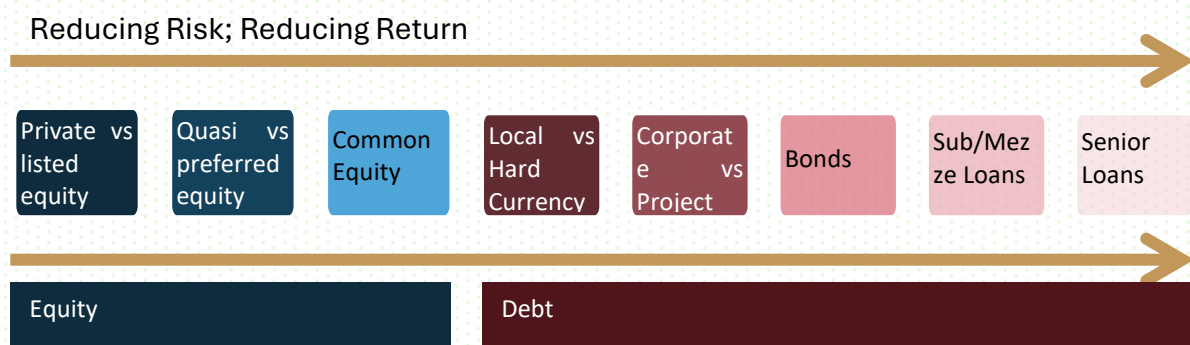 Reducing Risk; Reducing Return
Private vs
listed
equity
Quasi vs
preferred
equity
Common
Equity
Local vs
Hard
Currency
Corporat
e vs
Project
Bonds
Sub/Mez
ze Loans
Senior
Loans
Equity
Debt